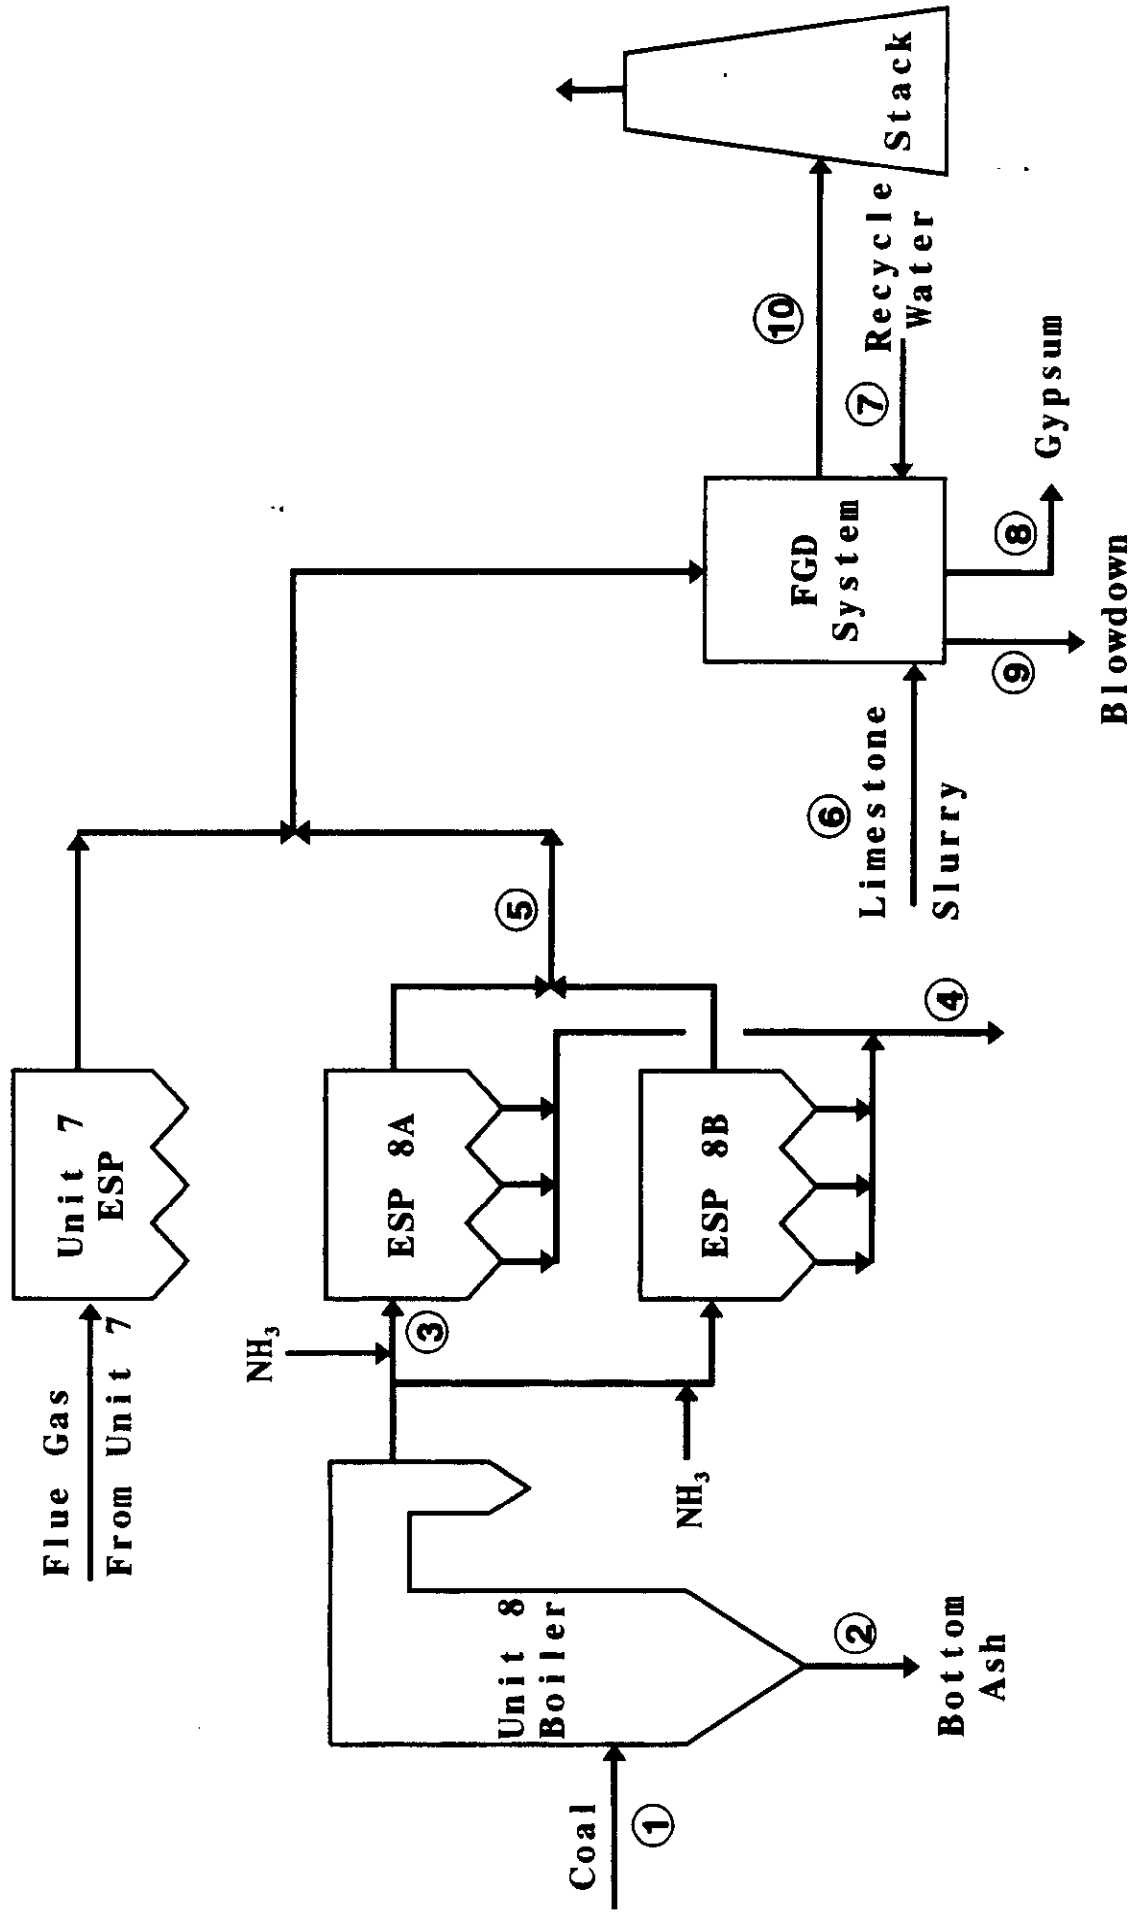 Flue Gas
From Unit 7
Unit 7
ESP
NH3
ESP 8A
3
5
NH3
ESP 8B
4
Unit 8
Boiler
Coal
1
2
Bottom
Ash
6
Limestone
Slurry
FGD
System
9
Blowdown
8
Gypsum
7
Recycle
Water
10
Stack